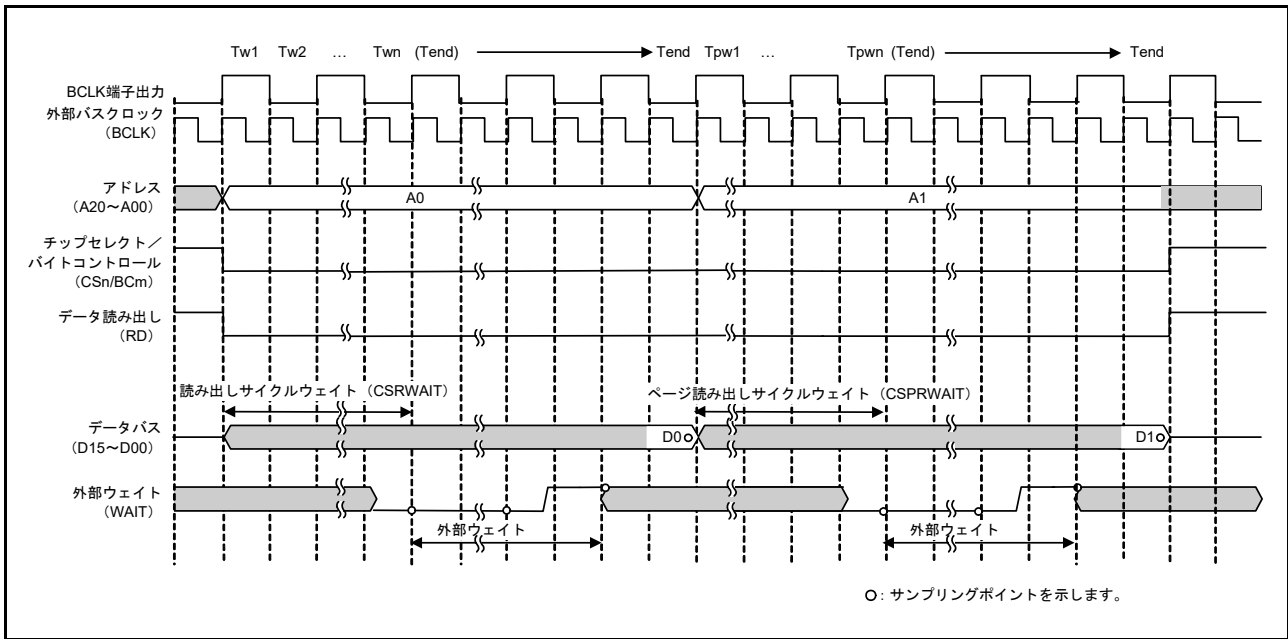 Tw1 Tw2 … Twn (Tend) Tend Tpw1 … Tpwn (Tend) Tend
BCLK端子出力
外部バスクロック
（BCLK）
アドレス
（A20～A00）
A0 A1
チップセレクト／
バイトコントロール
（CSn/BCm）
データ読み出し
（RD）
読み出しサイクルウェイト（CSRWAIT） ページ読み出しサイクルウェイト（CSPRWAIT）
データバス
（D15～D00）
D0 D1
外部ウェイト
（WAIT）
外部ウェイト 外部ウェイト
○：サンプリングポイントを示します。